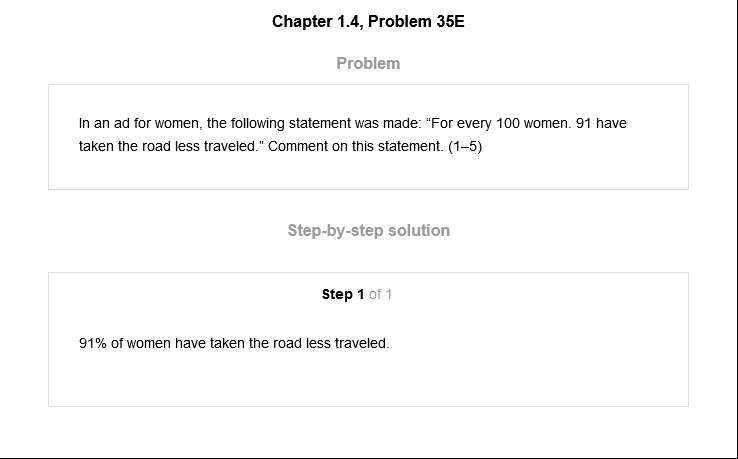 Chapter 1.4, Problem 35E
Problem
In an ad for women, the following statement was made: “For every 100 women. 91 have
taken the road less traveled.” Comment on this statement. (1–5)
Step-by-step solution
Step 1 of 1
91% of women have taken the road less traveled.